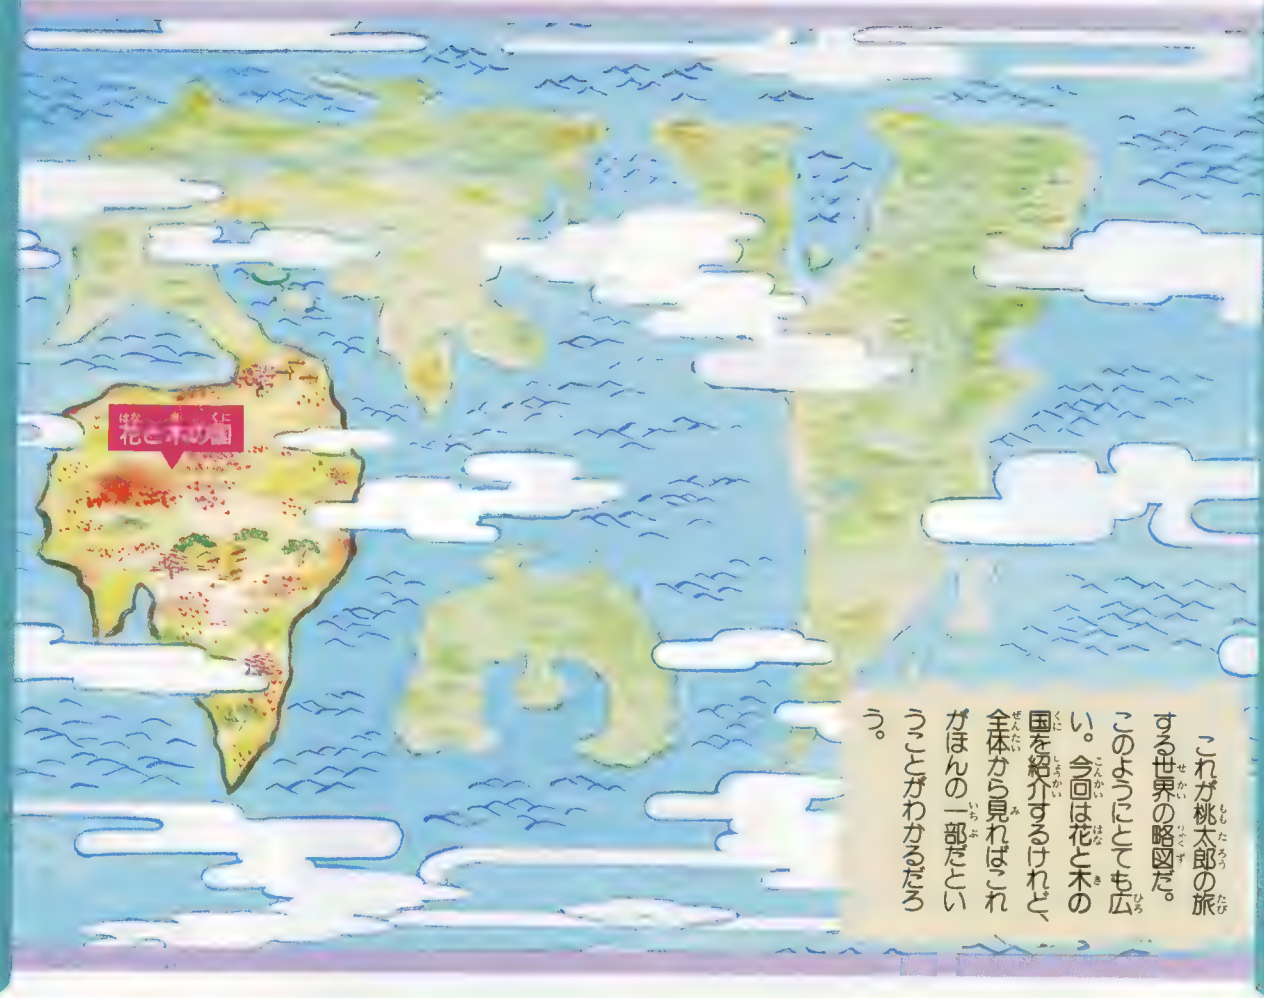 花と木の国
これが桃太郎の旅
する世界の略図だ。
このようにとても広
い。今回は花と木の
国を紹介するけれど、
全体から見ればこれ
がほんの一部だとい
うことがわかるだろ
う。